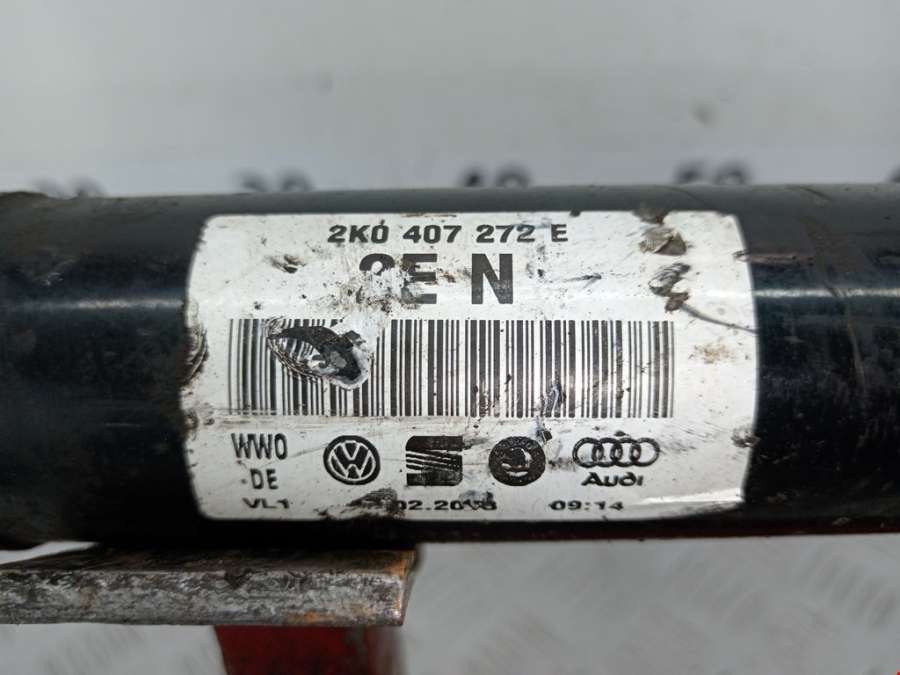 2K0 407 272 E
E N
WWO
DE
Audi
VL1
09:14